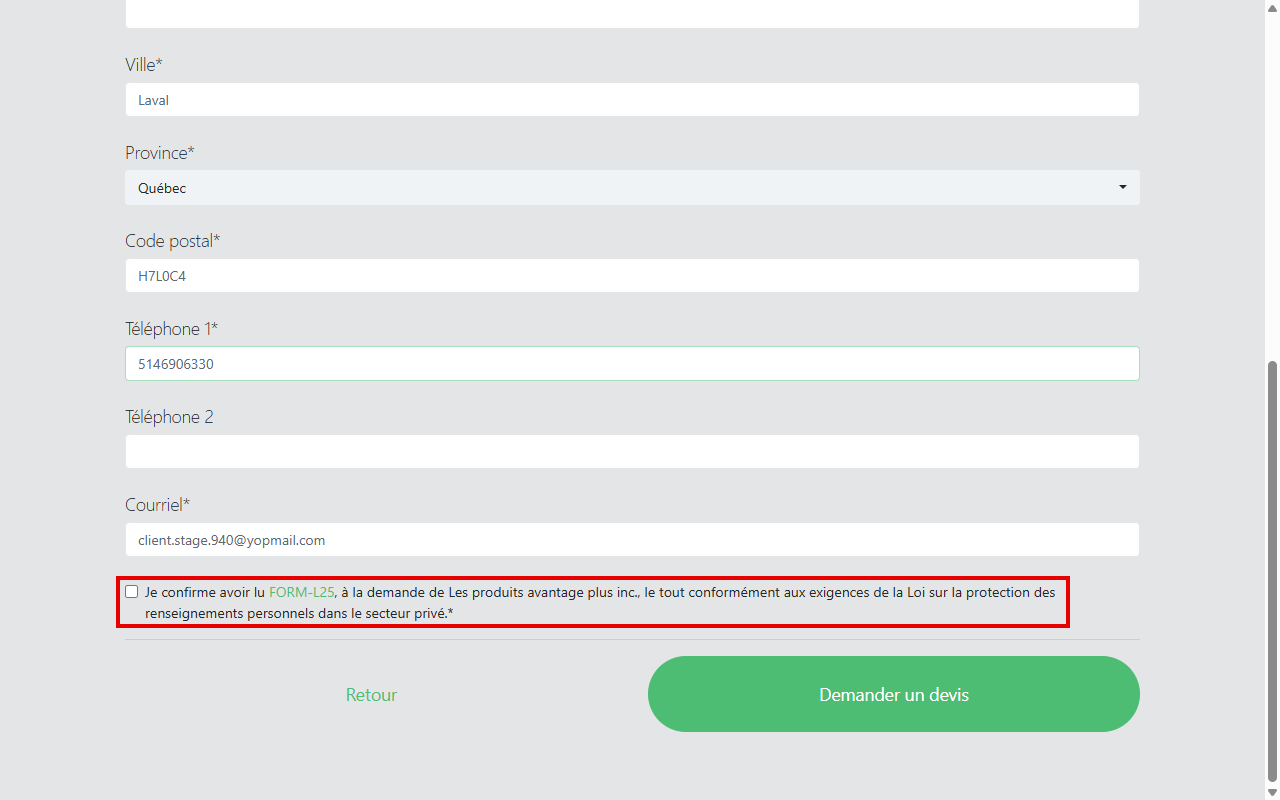 Ville*
Laval
Province*
Québec
Code postal*
H7L0C4
Téléphone 1*
5146906330
Téléphone 2
Courriel*
client.stage.940@yopmail.com
Je confirme avoir lu FORM-L25, à la demande de Les produits avantage plus inc., le tout conformément aux exigences de la Loi sur la protection des
renseignements personnels dans le secteur privé.*
Retour
Demander un devis